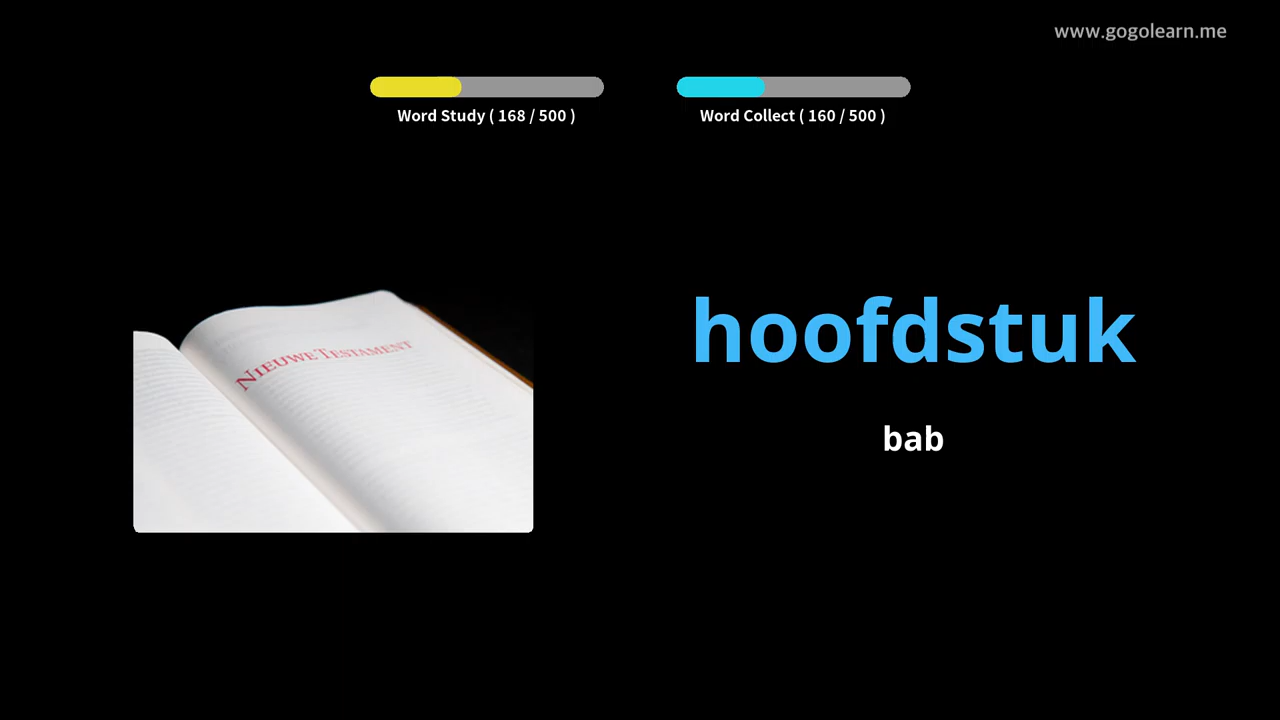 www.gogolearn.me
Word Study ( 168 / 500 )
Word Collect ( 160 / 500 )
NIEUWE TESTAMENT
hoofdstuk
bab